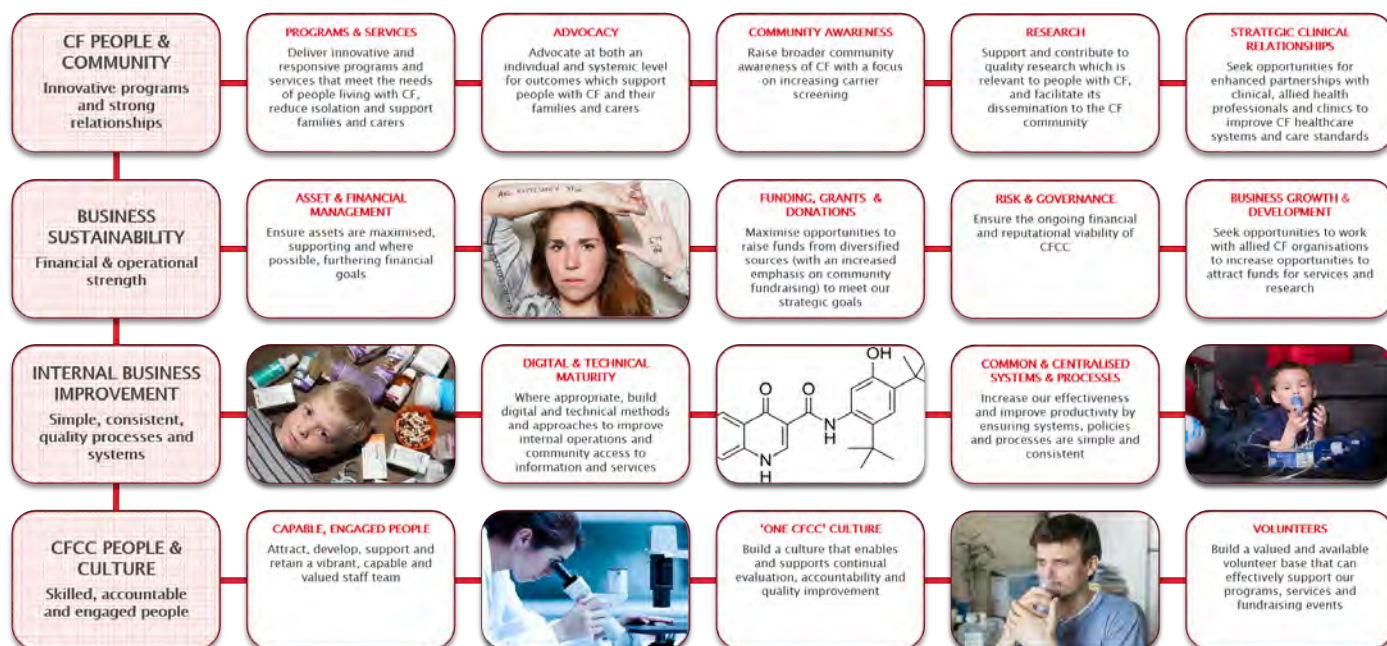 CF PEOPLE &
COMMUNITY
Innovative programs
and strong
relationships
PROGRAMS & SERVICES
Deliver innovative and
responsive programs and
services that meet the needs
of people living with CF,
reduce isolation and support
families and carers
ADVOCACY
Advocate at both an
individual and systemic level
for outcomes which support
people with CF and their
families and carers
COMMUNITY AWARENESS
Raise broader community
awareness of CF with a focus
on increasing carrier
screening
RESEARCH
Support and contribute to
quality research which is
relevant to people with CF,
and facilitate its
dissemination to the CF
community
STRATEGIC CLINICAL
RELATIONSHIPS
Seek opportunities for
enhanced partnerships with
clinical, allied health
professionals and clinics to
improve CF healthcare
systems and care standards
BUSINESS
SUSTAINABILITY
Financial & operational
strength
ASSET & FINANCIAL
MANAGEMENT
Ensure assets are maximised,
supporting and where
possible, furthering financial
goals
FUNDING, GRANTS &
DONATIONS
Maximise opportunities to
raise funds from diversified
sources (with an increased
emphasis on community
fundraising) to meet our
strategic goals
RISK & GOVERNANCE
Ensure the ongoing financial
and reputational viability of
CFCC
BUSINESS GROWTH &
DEVELOPMENT
Seek opportunities to work
with allied CF organisations
to increase opportunities to
attract funds for services and
research
INTERNAL BUSINESS
IMPROVEMENT
Simple, consistent,
quality processes and
systems
DIGITAL & TECHNICAL
MATURITY
Where appropriate, build
digital and technical methods
and approaches to improve
internal operations and
community access to
information and services
OH
O
O
N
H
N
H
COMMON & CENTRALISED
SYSTEMS & PROCESSES
Increase our effectiveness
and improve productivity by
ensuring systems, policies
and processes are simple and
consistent
CFCC PEOPLE &
CULTURE
Skilled, accountable
and engaged people
CAPABLE, ENGAGED PEOPLE
Attract, develop, support and
retain a vibrant, capable and
valued staff team
'ONE CFCC' CULTURE
Build a culture that enables
and supports continual
evaluation, accountability and
quality improvement
VOLUNTEERS
Build a valued and available
volunteer base that can
effectively support our
programs, services and
fundraising events